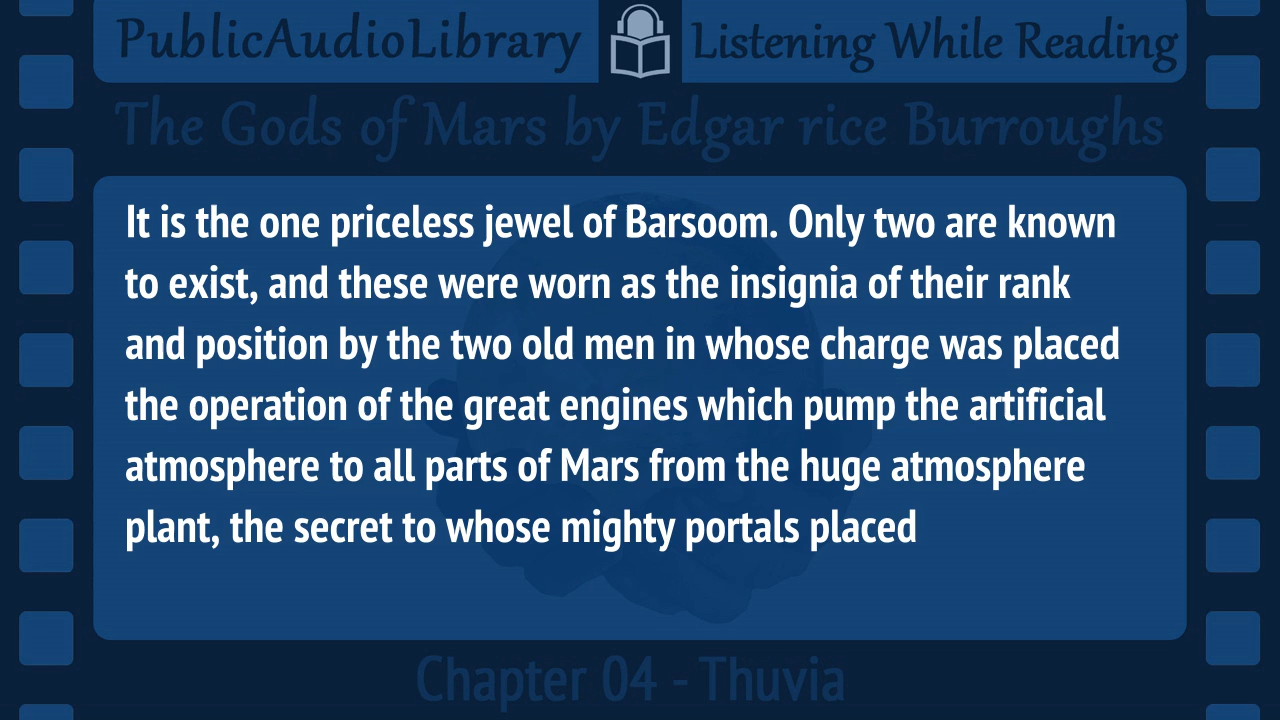 PublicAudioLibrary
Listening While Reading
The Gods of Mars by Edgar rice Burroughs
It is the one priceless jewel of Barsoom. Only two are known
to exist, and these were worn as the insignia of their rank
and position by the two old men in whose charge was placed
the operation of the great engines which pump the artificial
atmosphere to all parts of Mars from the huge atmosphere
plant, the secret to whose mighty portals placed
Chapter 04 - Thuvia